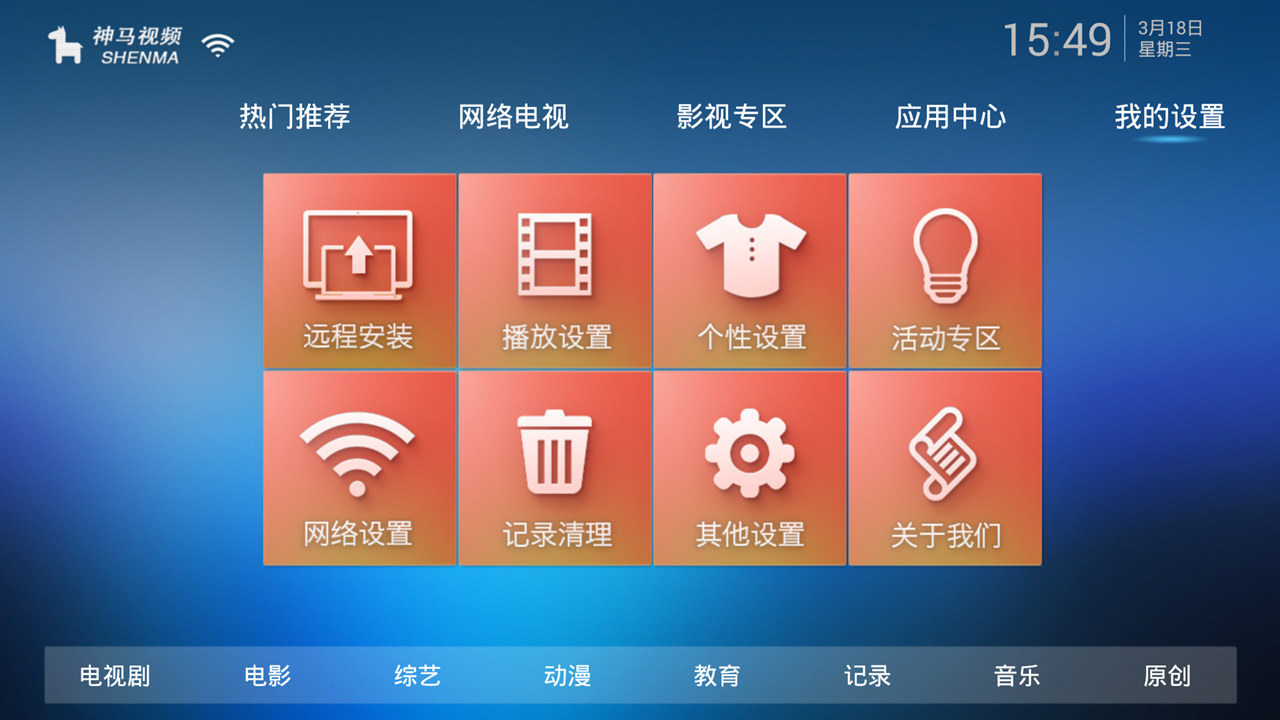 神马视频
SHENMA
15:49
3月18日
星期三
热门推荐
网络电视
影视专区
应用中心
我的设置
远程安装
播放设置
个性设置
活动专区
网络设置
记录清理
其他设置
关于我们
电视剧
电影
综艺
动漫
教育
记录
音乐
原创